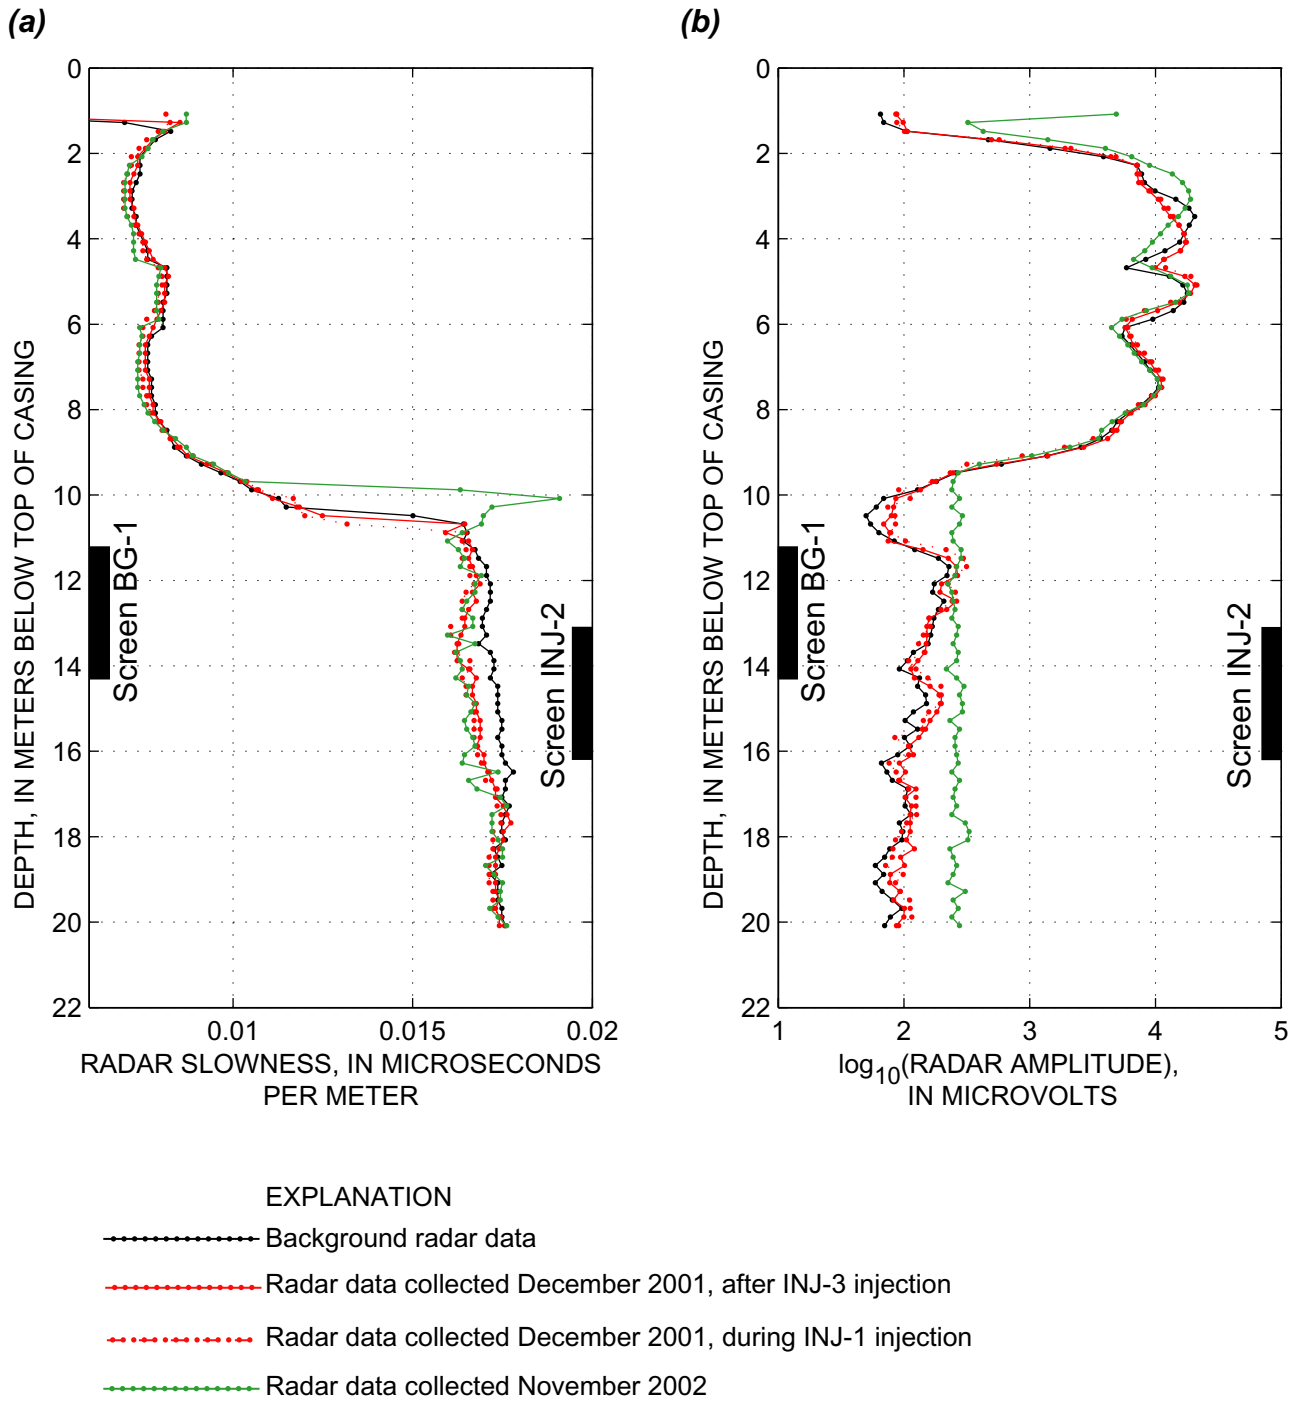 (a)
(b)
0
2
4
6
8
10
12
14
16
18
20
22
DEPTH, IN METERS BELOW TOP OF CASING
Screen BG-1
Screen INJ-2
0.01
0.015
0.02
RADAR SLOWNESS, IN MICROSECONDS
PER METER
0
2
4
6
8
10
12
14
16
18
20
22
DEPTH, IN METERS BELOW TOP OF CASING
Screen BG-1
Screen INJ-2
1
2
3
4
5
log10(RADAR AMPLITUDE),
IN MICROVOLTS
EXPLANATION
Background radar data
Radar data collected December 2001, after INJ-3 injection
Radar data collected December 2001, during INJ-1 injection
Radar data collected November 2002